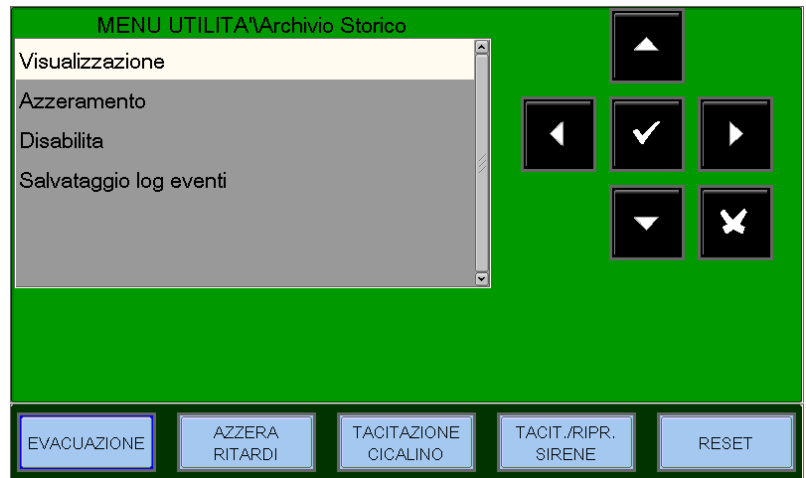 MENU UTILITA'\Archivio Storico
Visualizzazione
Azzeramento
Disabilita
Salvataggio log eventi
EVACUAZIONE
AZZERA
RITARDI
TACITAZIONE
CICALINO
TACIT./RIPR.
SIRENE
RESET